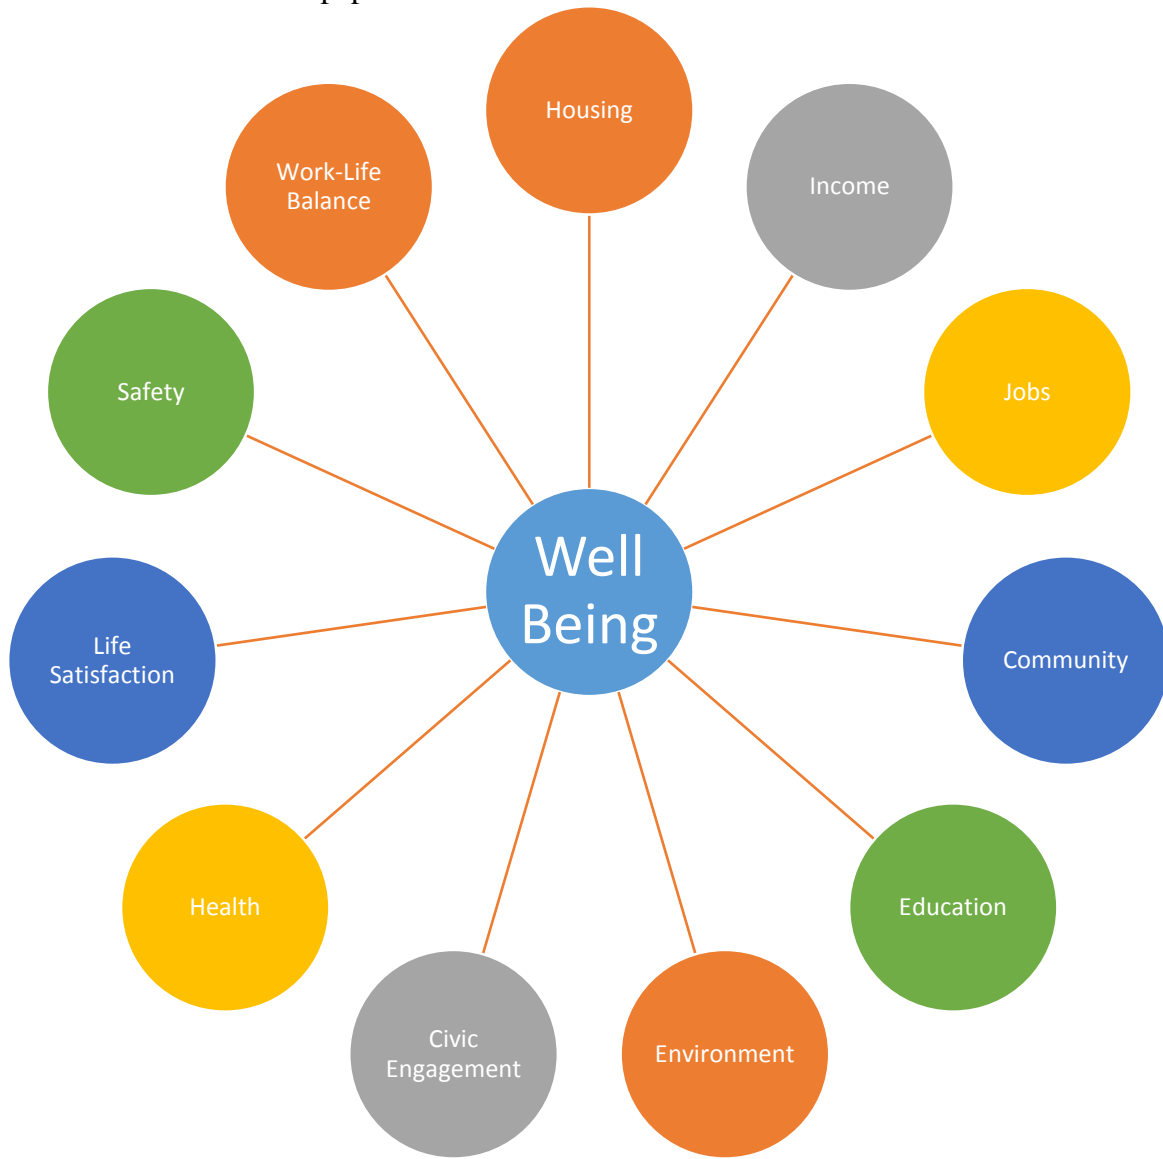 Housing
Income
Work-Life
Balance
Jobs
Safety
Well
Being
Community
Life
Satisfaction
Education
Health
Civic
Engagement
Environment